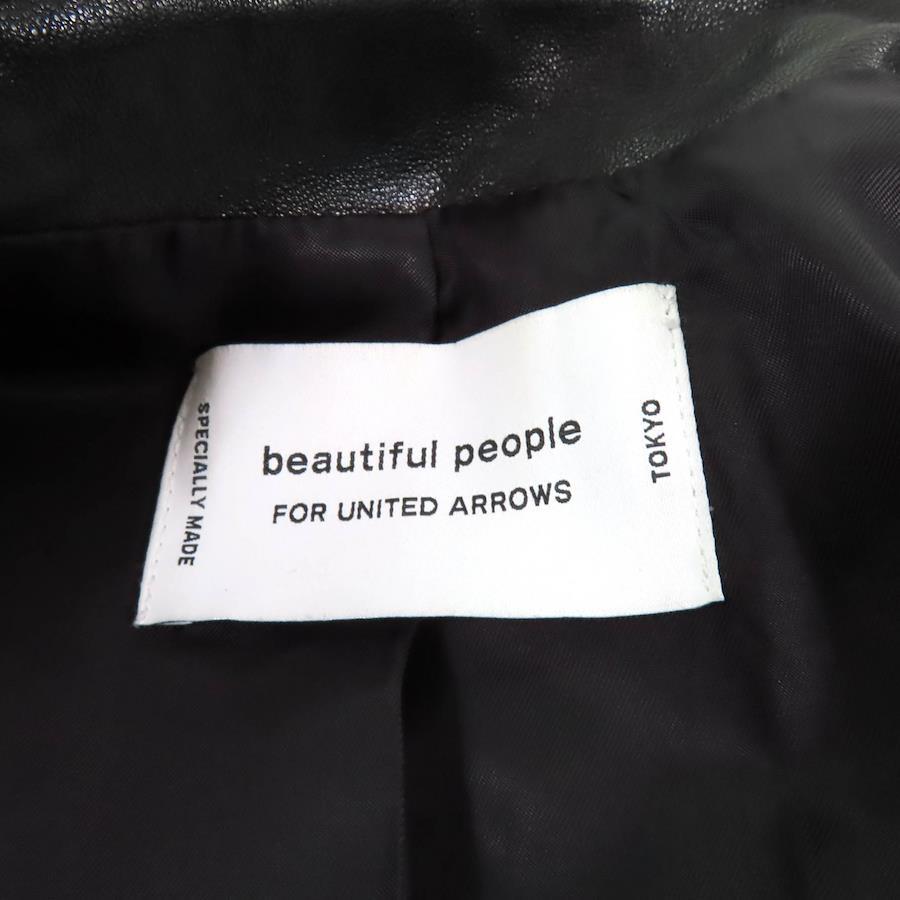 SPECIALLY MADE
beautiful people
FOR UNITED ARROWS
TOKYO